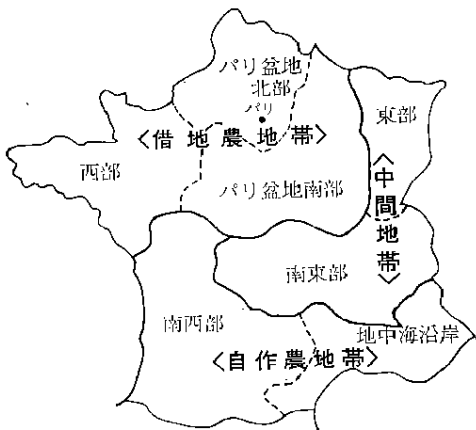 パリ盆地
北部
パリ
東部
〈借地農地帯〉
西部
〈中間地帯〉
パリ盆地南部
南東部
南西部
地中海沿岸
〈自作農地帯〉